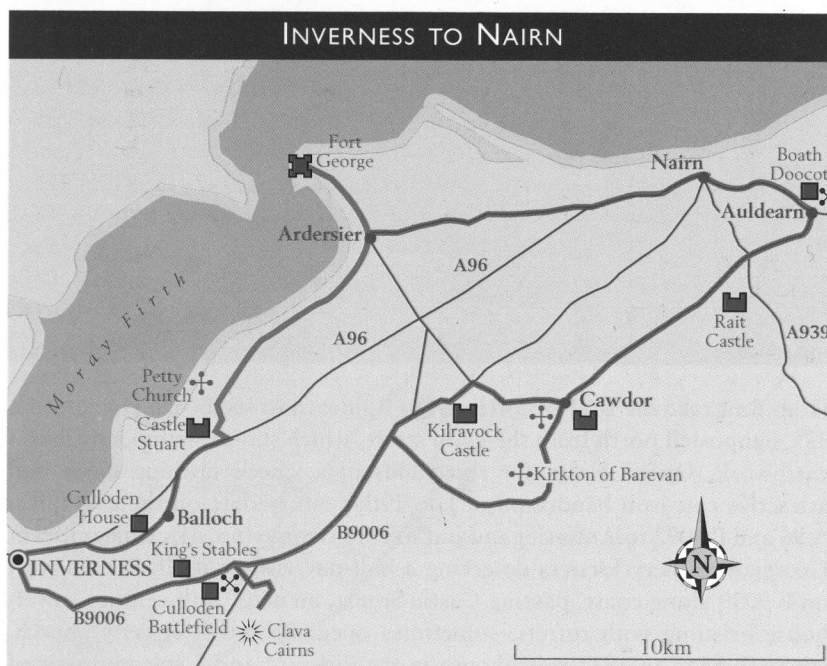 INVERNESS TO NAIRN
Fort
George
Nairn
Boath
Doocot
Auldearn
Ardersier
A96
A96
Moray Firth
Rait
Castle
A939
Petty
Church
Castle
Stuart
Cawdor
Kilravock
Castle
Kirkton of Barevan
Culloden
House
Balloch
B9006
King's Stables
INVERNESS
B9006
Culloden
Battlefield
Clava
Cairns
N
10km